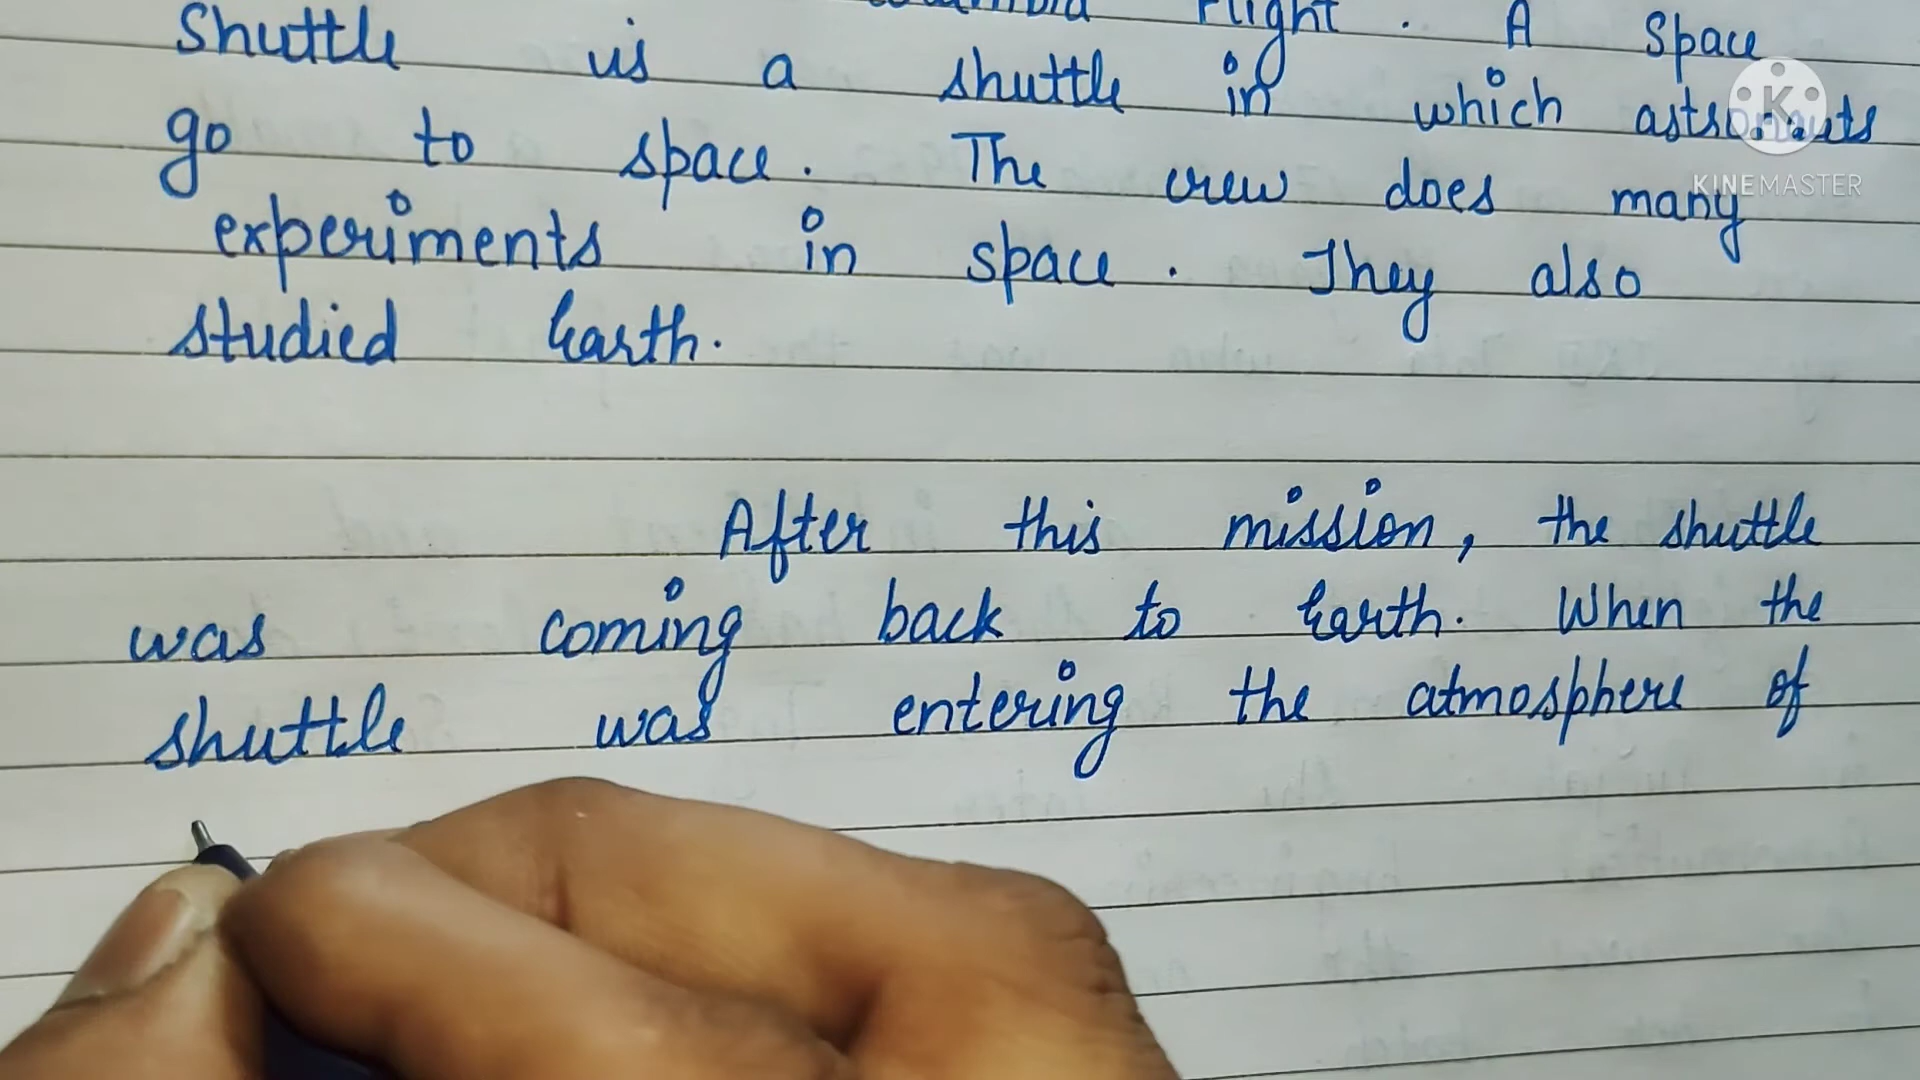 Flight. A Space
Shuttle is a shuttle in which astronauts
go to space. The crew does many
experiments in space. They also
studied Earth.
After this mission, the shuttle
was coming back to Earth. When the
shuttle was entering the atmosphere of
K
KINEMASTER